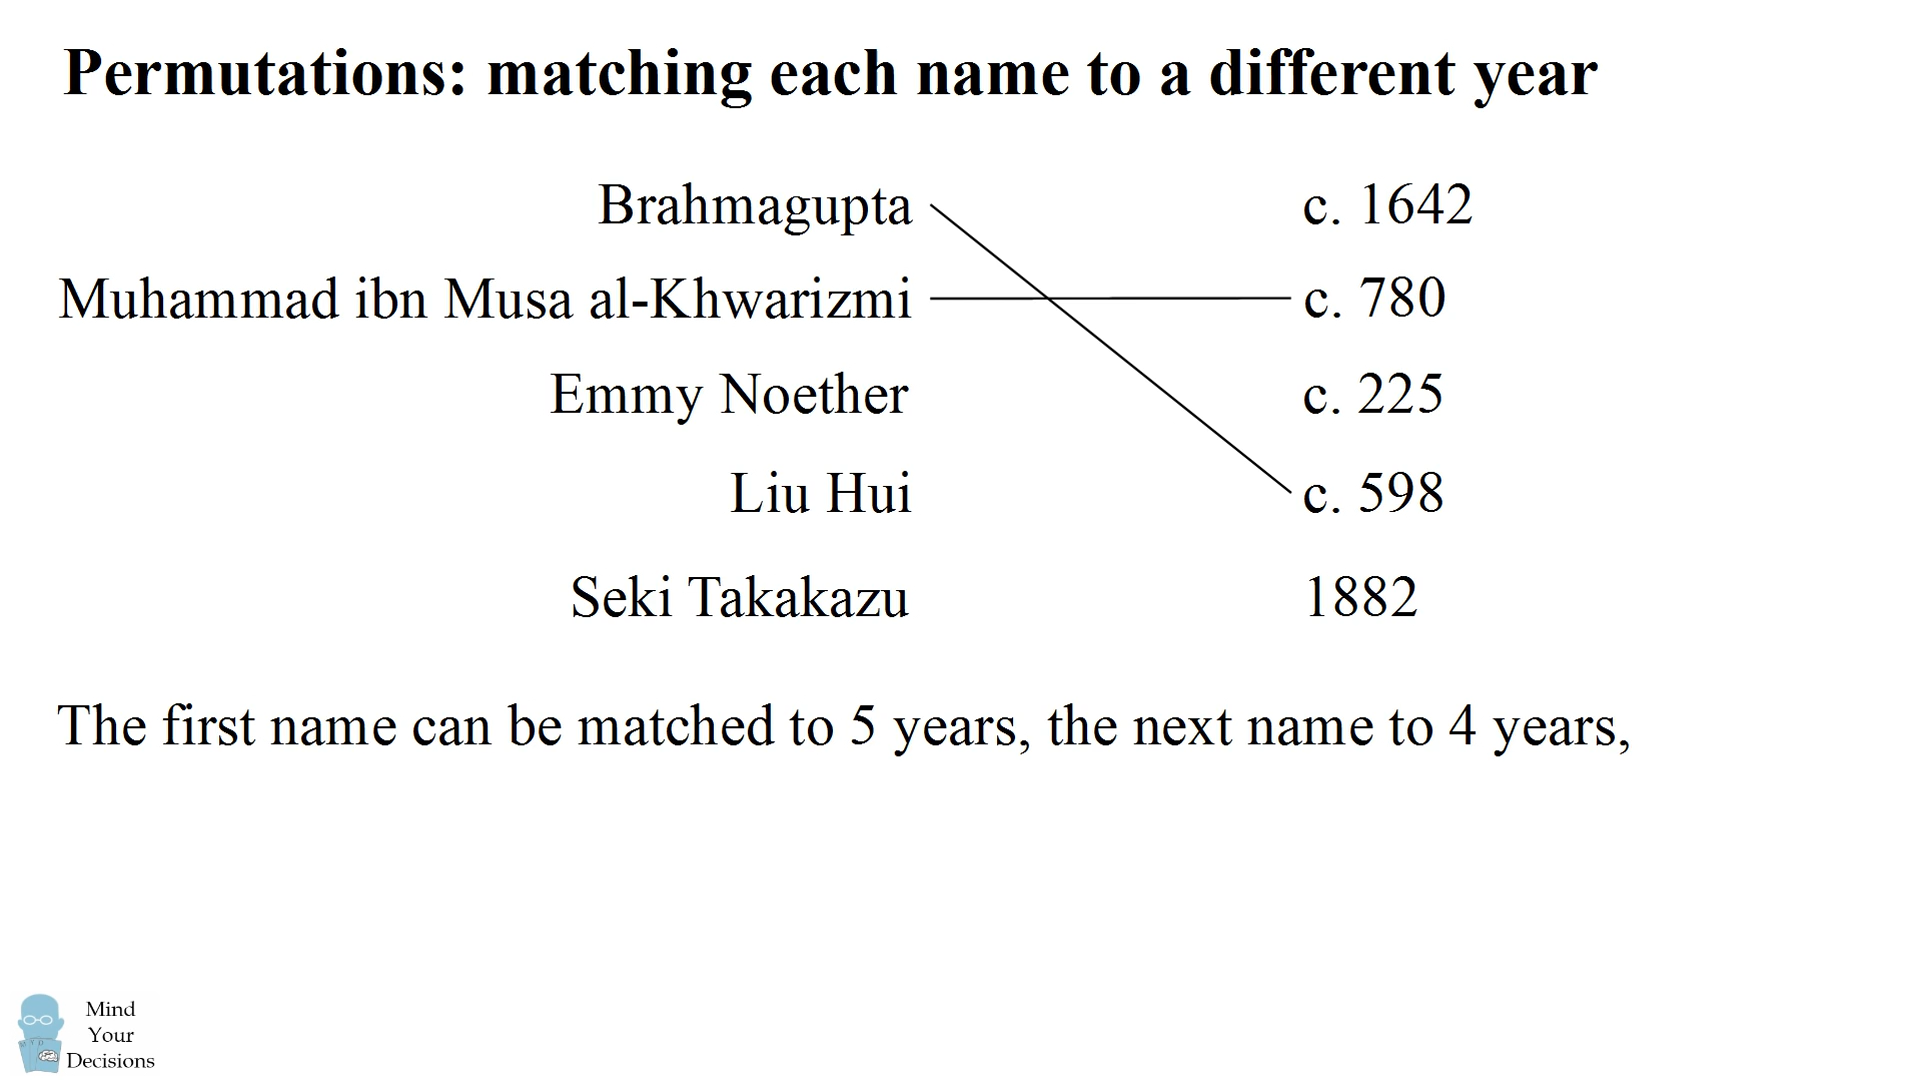 Permutations: matching each name to a different year
Brahmagupta c. 1642
Muhammad ibn Musa al-Khwarizmi c. 780
Emmy Noether c. 225
Liu Hui c. 598
Seki Takakazu 1882
The first name can be matched to 5 years, the next name to 4 years,
Mind
Your
Decisions